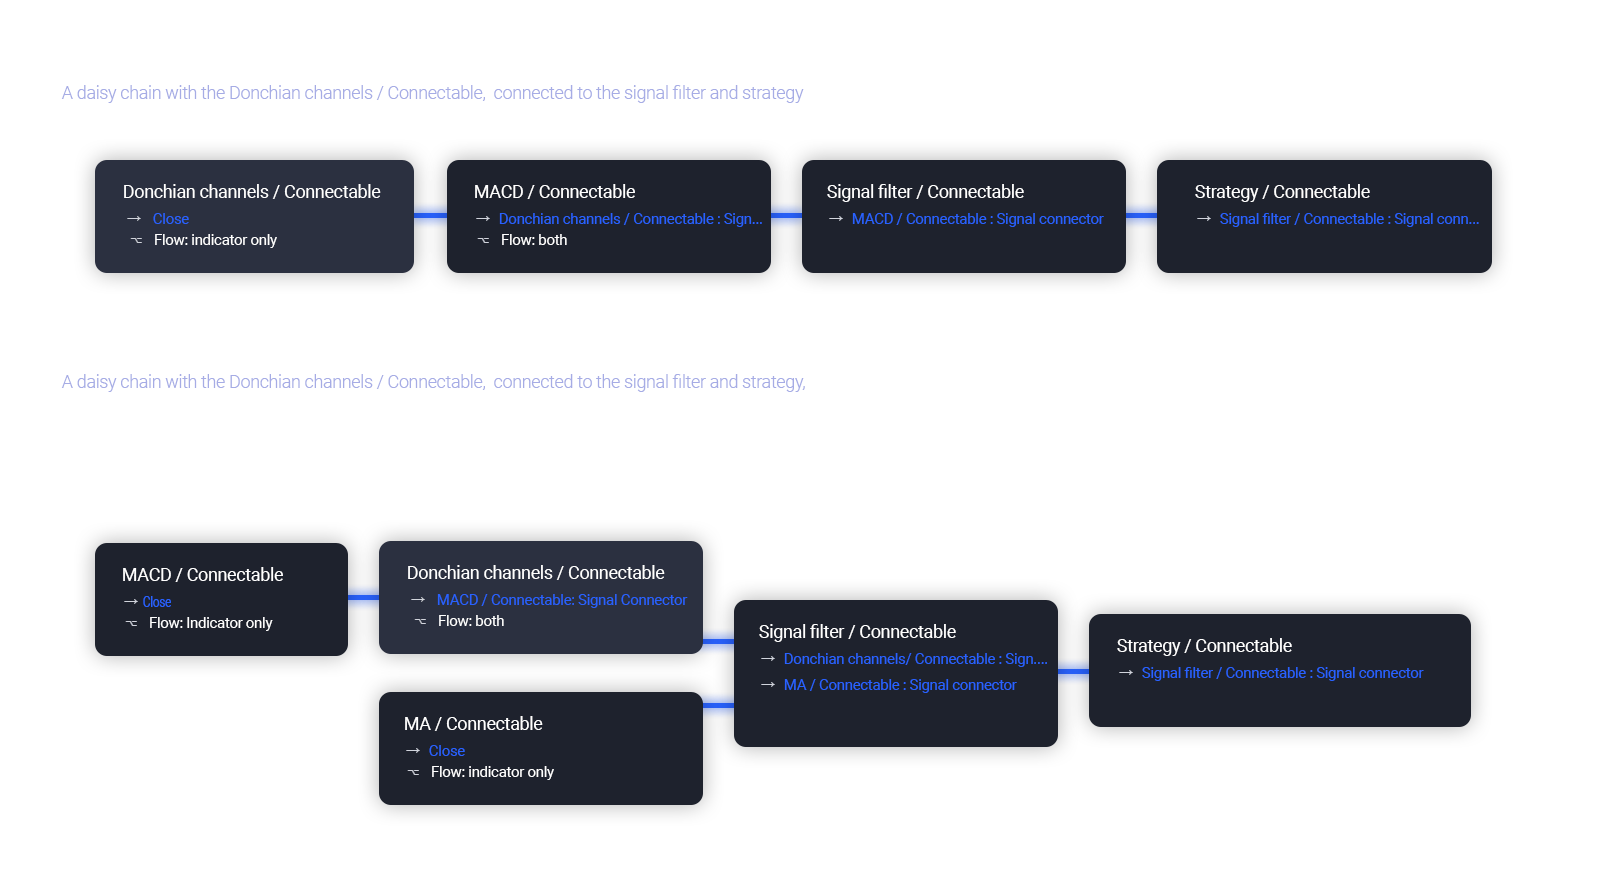 A daisy chain with the Donchian channels / Connectable, connected to the signal filter and strategy
Donchian channels / Connectable
→ Close
⌥ Flow: indicator only
MACD / Connectable
→ Donchian channels / Connectable : Sign...
⌥ Flow: both
Signal filter / Connectable
→ MACD / Connectable : Signal connector
Strategy / Connectable
→ Signal filter / Connectable : Signal conn...
A daisy chain with the Donchian channels / Connectable, connected to the signal filter and strategy,
MACD / Connectable
→ Close
⌥ Flow: Indicator only
Donchian channels / Connectable
→ MACD / Connectable: Signal Connector
⌥ Flow: both
MA / Connectable
→ Close
⌥ Flow: indicator only
Signal filter / Connectable
→ Donchian channels/ Connectable : Sign....
→ MA / Connectable : Signal connector
Strategy / Connectable
→ Signal filter / Connectable : Signal connector